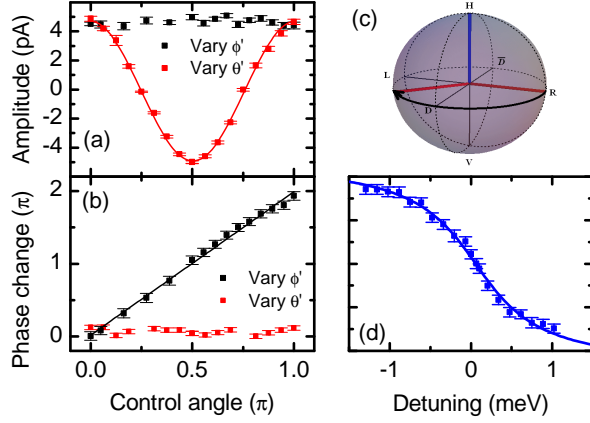 Amplitude (pA)
4
2
0
-2
-4
Vary ϕ'
Vary θ'
(a)
(c)
H
L
D̅
R
D
V
Phase change (π)
2
1
0
(b)
Vary ϕ'
Vary θ'
0.0 0.5 1.0
Control angle (π)
(d)
-1 0 1
Detuning (meV)